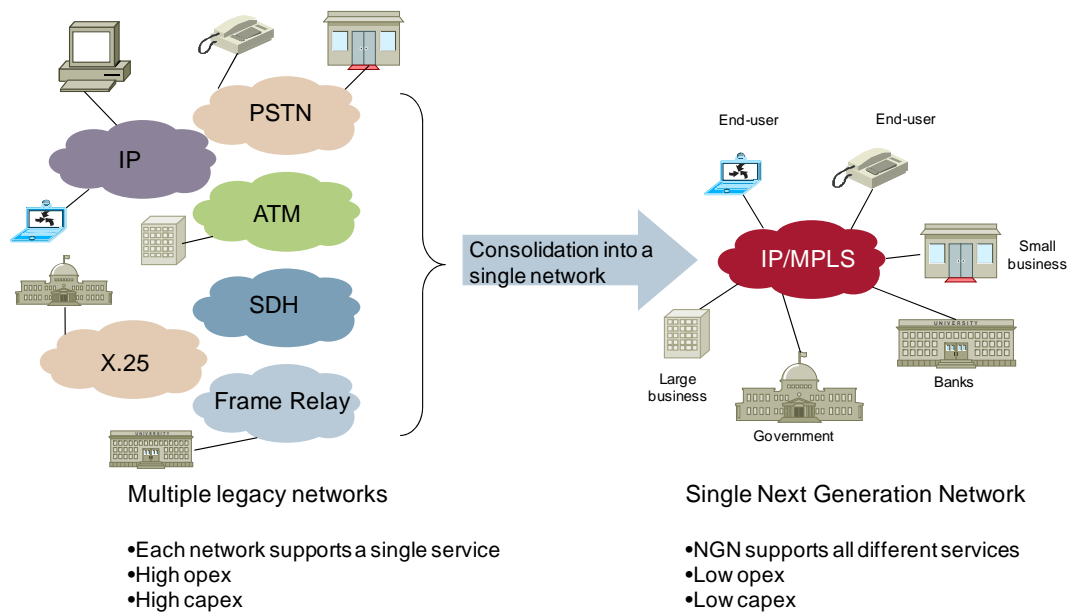 PSTN
IP
ATM
SDH
X.25
Frame Relay
UNIVERSITY
Consolidation into a
single network
End-user
End-user
IP/MPLS
Small
business
Large
business
Government
UNIVERSITY
Banks
Multiple legacy networks
•Each network supports a single service
•High opex
•High capex
Single Next Generation Network
•NGN supports all different services
•Low opex
•Low capex